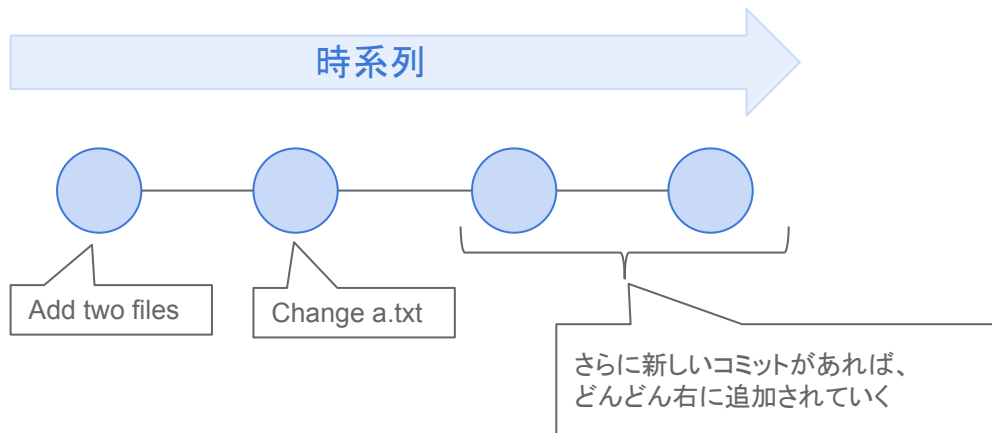 時系列
Add two files
Change a.txt
さらに新しいコミットがあれば、
どんどん右に追加されていく